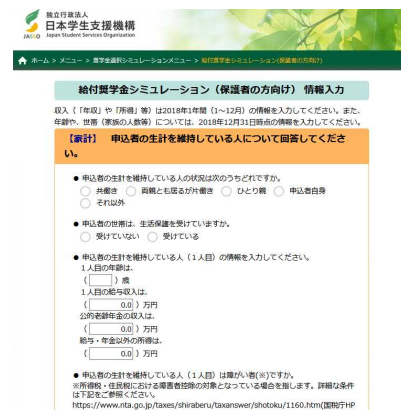 独立行政法人
日本学生支援機構
JASSO Japan Student Services Organization
ホーム > メニュー > 奨学金選択シミュレーションメニュー > 給付奨学金シミュレーション(保護者の方向け)
給付奨学金シミュレーション（保護者の方向け） 情報入力
収入（「年収」や「所得」等）は2018年1年間（1～12月）の情報を入力してください。また、
年齢や、世帯（家族の人数等）については、2018年12月31日時点の情報を入力してください。
【家計】 申込者の生計を維持している人について回答してくださ
い。
● 申込者の生計を維持している人の状況は次のうちどれですか。
共働き 両親とも居るが片働き ひとり親 申込者自身
それ以外
● 申込者の世帯は、生活保護を受けていますか。
受けていない 受けている
● 申込者の生計を維持している人（１人目）の情報を入力してください。
１人目の年齢は、
（ ）歳
１人目の給与収入は、
（ 0.0 ）万円
公的老齢年金の収入は、
（ 0.0 ）万円
給与・年金以外の所得は、
（ 0.0 ）万円
● 申込者の生計を維持している人（１人目）は障がい者(※)ですか。
※所得税・住民税における障害者控除の対象となっている場合を指します。詳細な条件
は下記をご参照ください。
https://www.nta.go.jp/taxes/shiraberu/taxanswer/shotoku/1160.htm(国税庁HP